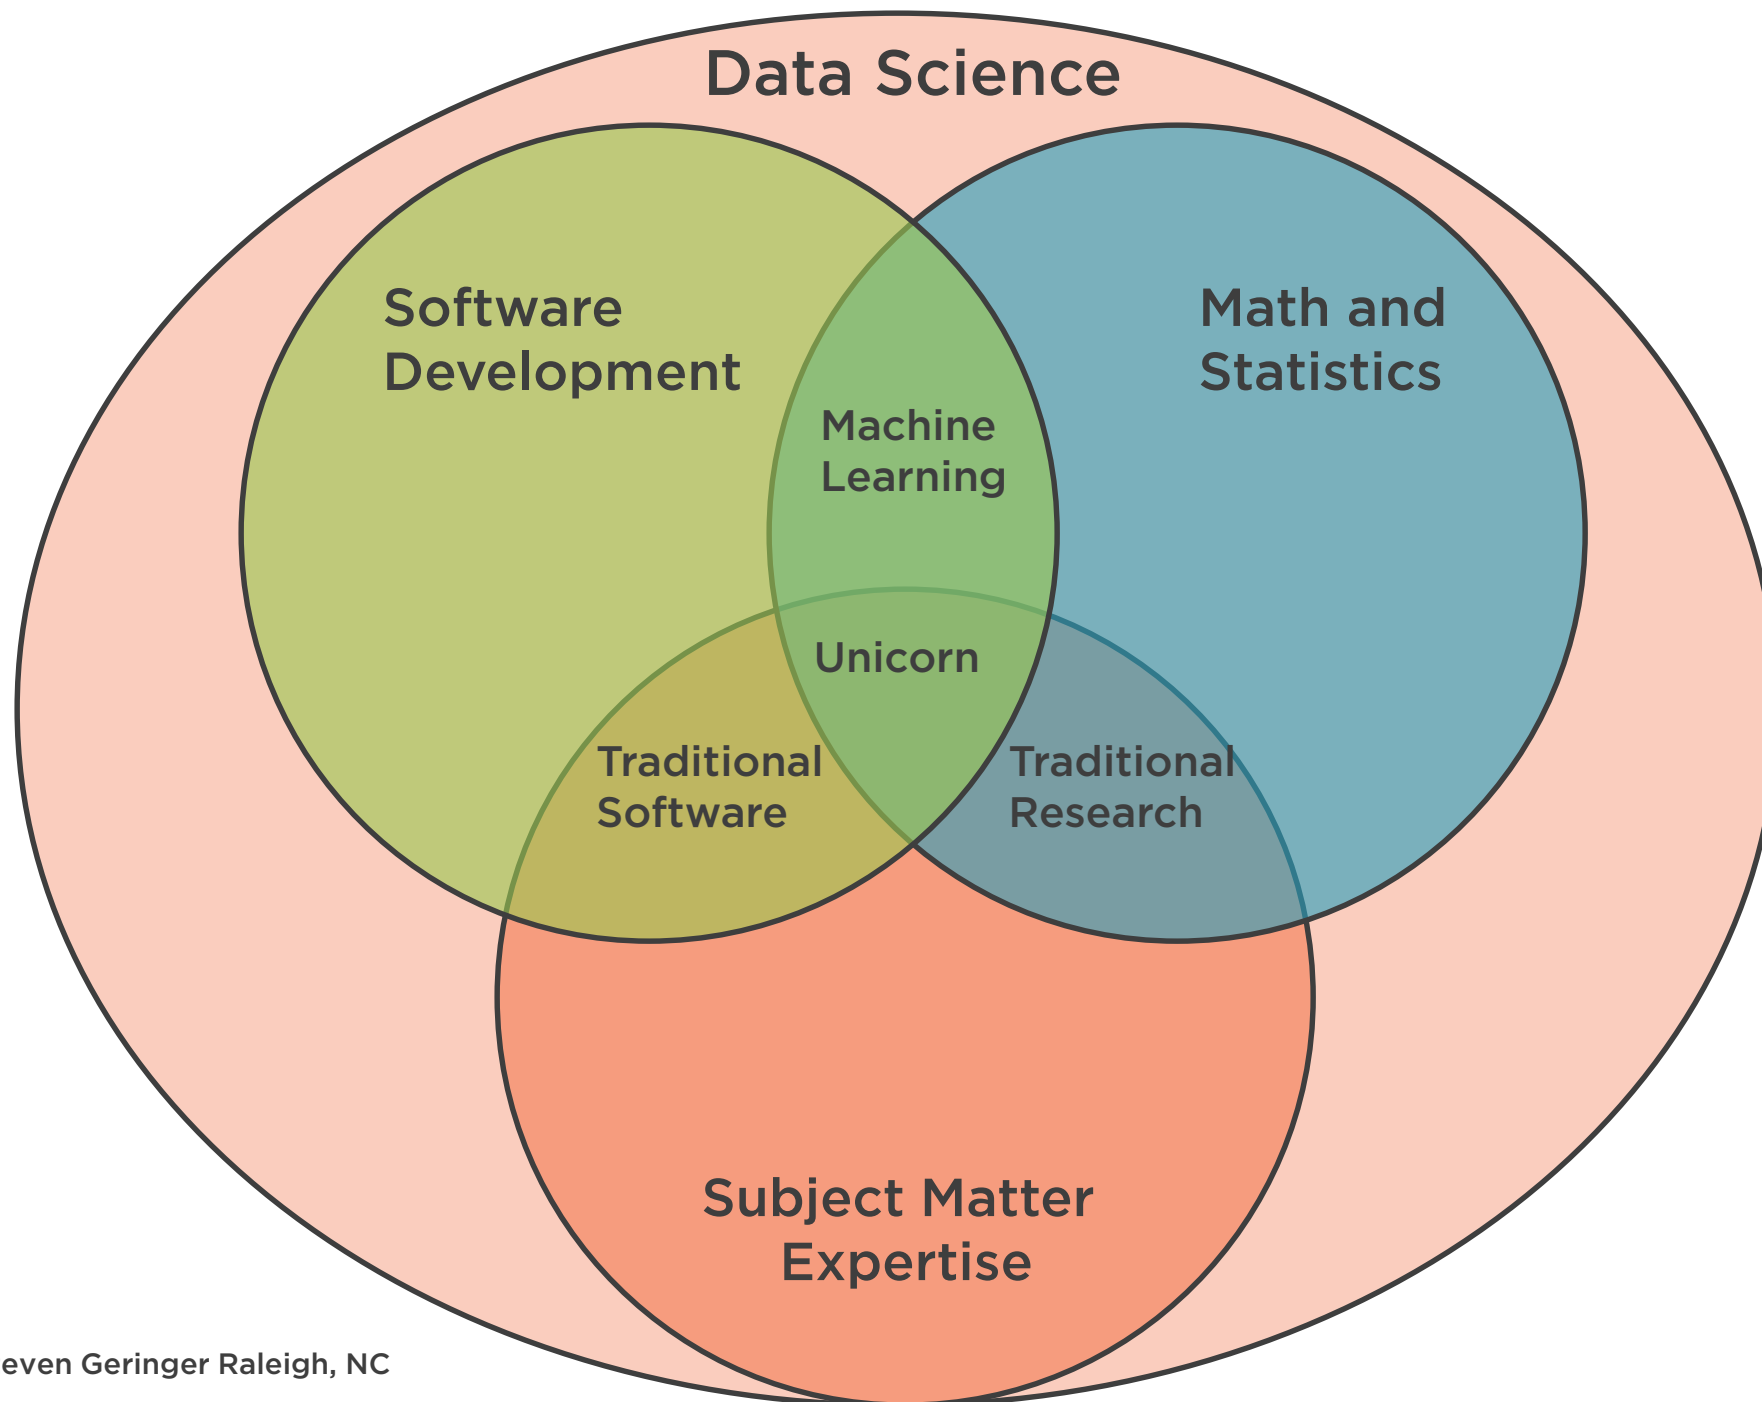 Data Science
Software
Development
Math and
Statistics
Machine
Learning
Unicorn
Traditional
Software
Traditional
Research
Subject Matter
Expertise
even Geringer Raleigh, NC